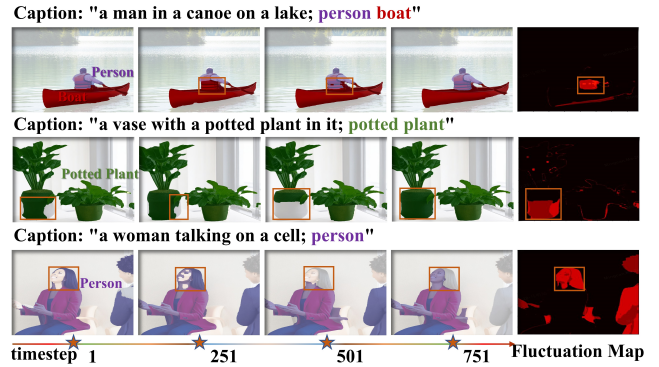 Caption: "a man in a canoe on a lake; person boat"
Person
Boat
Caption: "a vase with a potted plant in it; potted plant"
Potted Plant
Caption: "a woman talking on a cell; person"
Person
timestep 1 251 501 751 Fluctuation Map